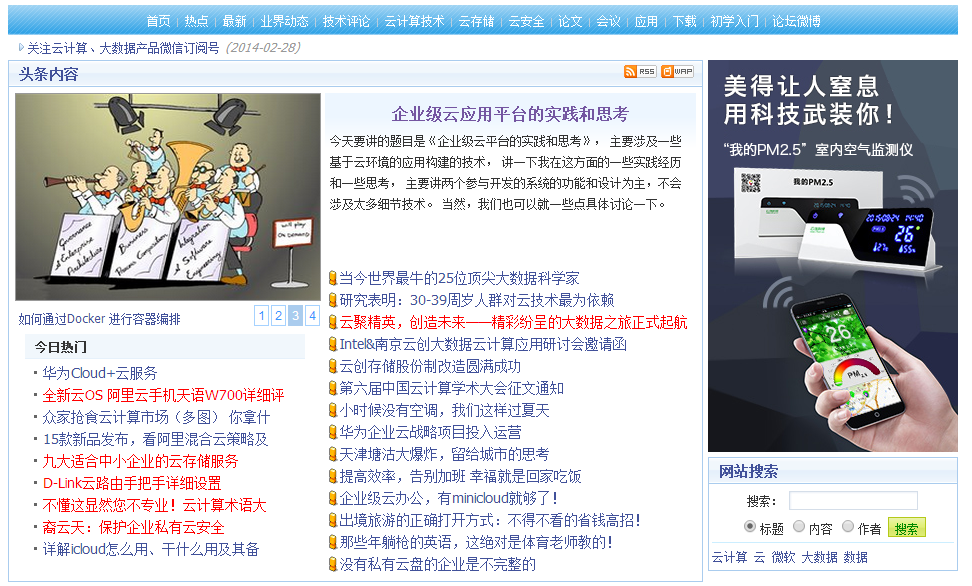 首页 | 热点 | 最新 | 业界动态 | 技术评论 | 云计算技术 | 云存储 | 云安全 | 论文 | 会议 | 应用 | 下载 | 初学入门 | 论坛微博
关注云计算、大数据产品微信订阅号 (2014-02-28)
头条内容
RSS WAP
Governance & Enterprise Architecture
Business Process Composition
Integration & Software Engineering
will play On Demand
如何通过Docker 进行容器编排
1 2 3 4
今日热门
华为Cloud+云服务
全新云OS 阿里云手机天语W700详细评
众家抢食云计算市场（多图） 你拿什
15款新品发布，看阿里混合云策略及
九大适合中小企业的云存储服务
D-Link云路由手把手详细设置
不懂这显然您不专业！云计算术语大
裔云天：保护企业私有云安全
详解icloud怎么用、干什么用及其备
企业级云应用平台的实践和思考
今天要讲的题目是《企业级云平台的实践和思考》， 主要涉及一些
基于云环境的应用构建的技术， 讲一下我在这方面的一些实践经历
和一些思考， 主要讲两个参与开发的系统的功能和设计为主，不会
涉及太多细节技术。 当然，我们也可以就一些点具体讨论一下。
当今世界最牛的25位顶尖大数据科学家
研究表明：30-39周岁人群对云技术最为依赖
云聚精英，创造未来——精彩纷呈的大数据之旅正式起航
Intel&南京云创大数据云计算应用研讨会邀请函
云创存储股份制改造圆满成功
第六届中国云计算学术大会征文通知
小时候没有空调，我们这样过夏天
华为企业云战略项目投入运营
天津塘沽大爆炸，留给城市的思考
提高效率，告别加班 幸福就是回家吃饭
企业级云办公，有minicloud就够了！
出境旅游的正确打开方式：不得不看的省钱高招！
那些年躺枪的英语，这绝对是体育老师教的！
没有私有云盘的企业是不完整的
美得让人窒息
用科技武装你！
“我的PM2.5”室内空气监测仪
我的PM2.5
201508/24 14:40
PM2.5
26
26
PM2.5
网站搜索
搜索：
标题 内容 作者 搜索
云计算 云 微软 大数据 数据